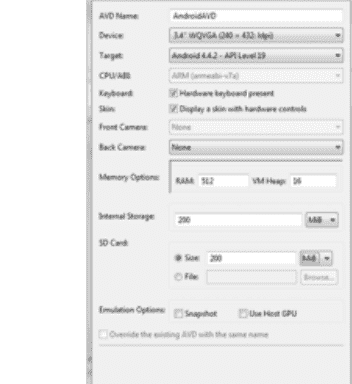 AVD Name: AndroidAVD
Device: 3.4" WQVGA (240 × 432: ldpi)
Target: Android 4.4.2 - API Level 19
CPU/ABI: ARM (armeabi-v7a)
Keyboard: Hardware keyboard present
Skin: Display a skin with hardware controls
Front Camera: None
Back Camera: None
Memory Options: RAM: 512 VM Heap: 16
Internal Storage: 200 MiB
SD Card:
Size: 200 MiB
File: Browse...
Emulation Options: Snapshot Use Host GPU
Override the existing AVD with the same name